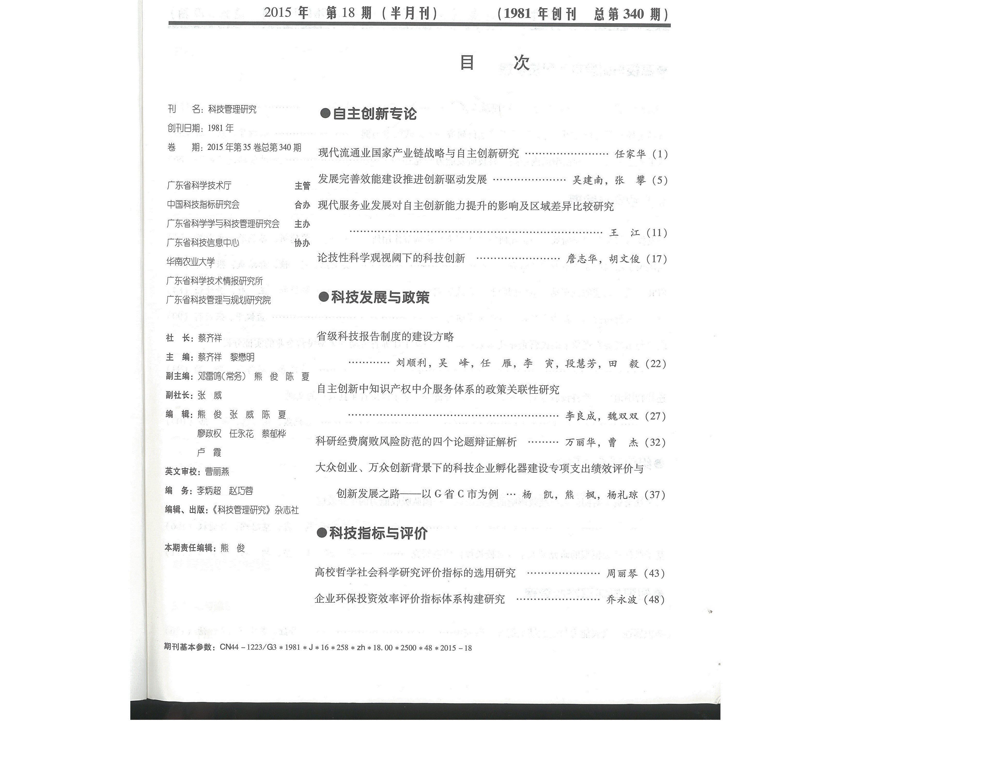 2015 年 第 18 期 (半月刊) (1981 年创刊 总第 340 期)
目 次
刊 名: 科技管理研究
创刊日期: 1981 年
卷 期: 2015 年第 35 卷总第 340 期
广东省科学技术厅 主管
中国科技指标研究会 合办
广东省科学学与科技管理研究会 主办
广东省科技信息中心 协办
华南农业大学
广东省科学技术情报研究所
广东省科技管理与规划研究院
社 长: 蔡齐祥
主 编: 蔡齐祥 黎懋明
副主编: 邓雷鸣(常务) 熊 俊 陈 夏
副社长: 张 威
编 辑: 熊 俊 张 威 陈 夏
廖政权 任永花 蔡郁桦
卢 霞
英文审校: 曹丽燕
编 务: 李炳超 赵巧蓉
编辑、出版:《科技管理研究》杂志社
本期责任编辑: 熊 俊
●自主创新专论
现代流通业国家产业链战略与自主创新研究 …………………… 任家华 (1)
发展完善效能建设推进创新驱动发展 ………………… 吴建南, 张 攀 (5)
现代服务业发展对自主创新能力提升的影响及区域差异比较研究
……………………………………………………………… 王 江 (11)
论技性科学观视阈下的科技创新 …………………… 詹志华, 胡文俊 (17)
●科技发展与政策
省级科技报告制度的建设方略
………… 刘顺利, 吴 峰, 任 雁, 李 寅, 段慧芳, 田 毅 (22)
自主创新中知识产权中介服务体系的政策关联性研究
…………………………………………………… 李良成, 魏双双 (27)
科研经费腐败风险防范的四个论题辩证解析 ……… 万丽华, 曹 杰 (32)
大众创业、万众创新背景下的科技企业孵化器建设专项支出绩效评价与
创新发展之路——以 G 省 C 市为例 … 杨 凯, 熊 枫, 杨礼琼 (37)
●科技指标与评价
高校哲学社会科学研究评价指标的选用研究 ………………… 周丽琴 (43)
企业环保投资效率评价指标体系构建研究 …………………… 乔永波 (48)
期刊基本参数: CN44-1223/G3*1981*J*16*258*zh*18.00*2500*48*2015-18